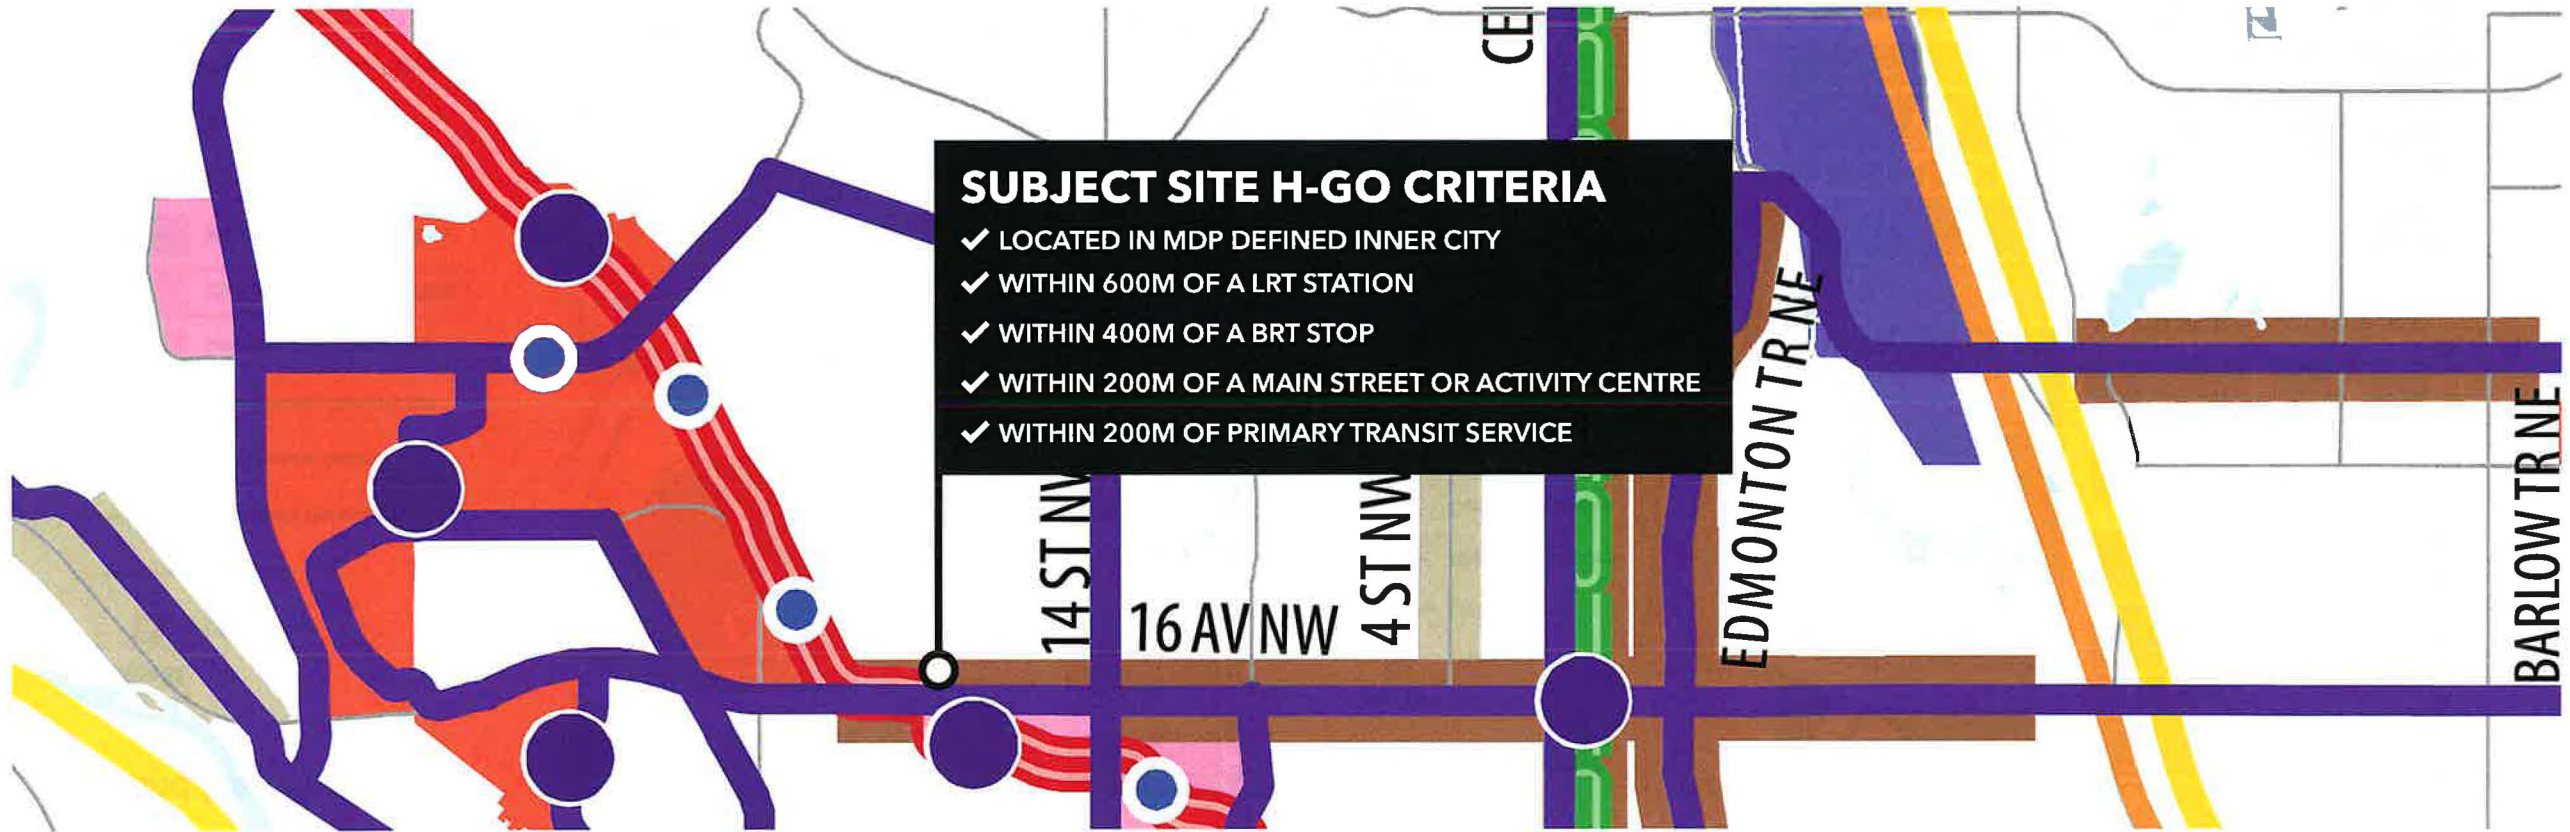 CE
SUBJECT SITE H-GO CRITERIA
LOCATED IN MDP DEFINED INNER CITY
WITHIN 600M OF A LRT STATION
WITHIN 400M OF A BRT STOP
WITHIN 200M OF A MAIN STREET OR ACTIVITY CENTRE
WITHIN 200M OF PRIMARY TRANSIT SERVICE
14 ST NW
16 AV NW
4 ST NW
EDMONTON TR NE
BARLOW TR NE